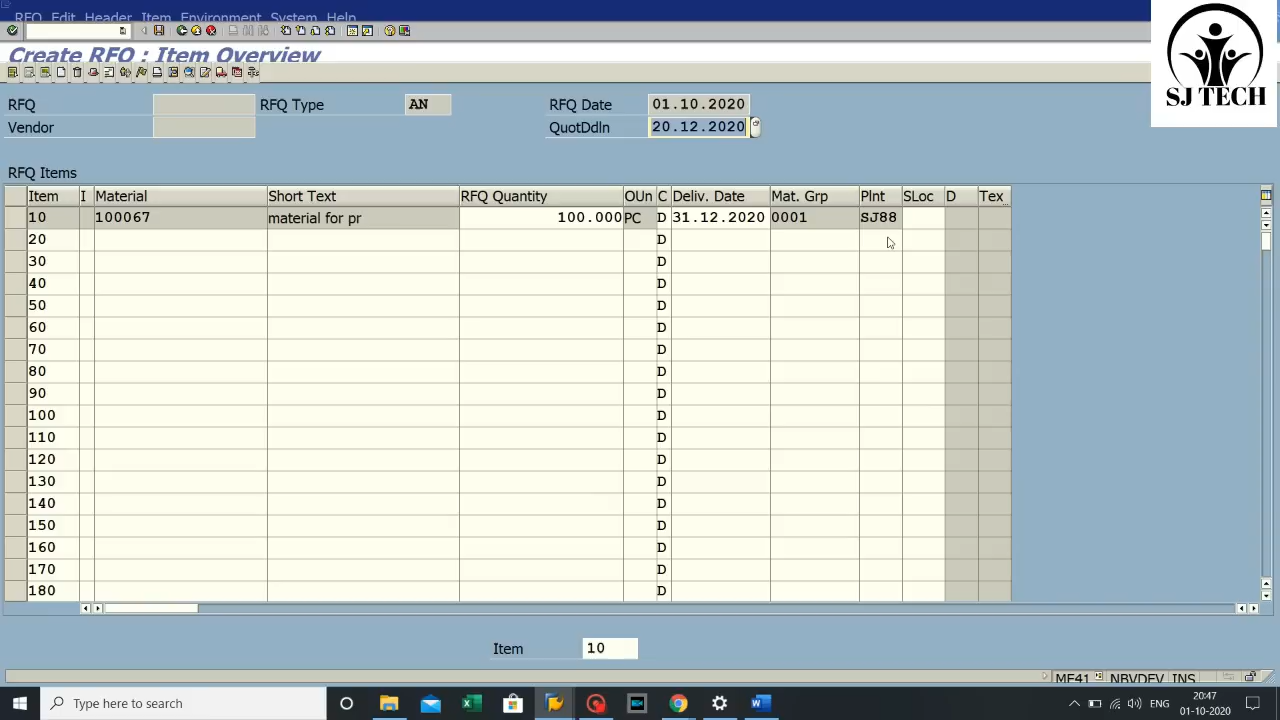 RFQ Edit Header Item Environment System Help
SJ TECH
Create RFQ : Item Overview
RFQ RFQ Type AN RFQ Date 01.10.2020
Vendor QuotDdln 20.12.2020
RFQ Items
Item I Material Short Text RFQ Quantity OUn C Deliv. Date Mat. Grp Plnt SLoc D Tex
10 100067 material for pr 100.000 PC D 31.12.2020 0001 SJ88
20 D
30 D
40 D
50 D
60 D
70 D
80 D
90 D
100 D
110 D
120 D
130 D
140 D
150 D
160 D
170 D
180 D
Item 10
ME41 NBVDEV INS
Type here to search
ENG
20:47
01-10-2020